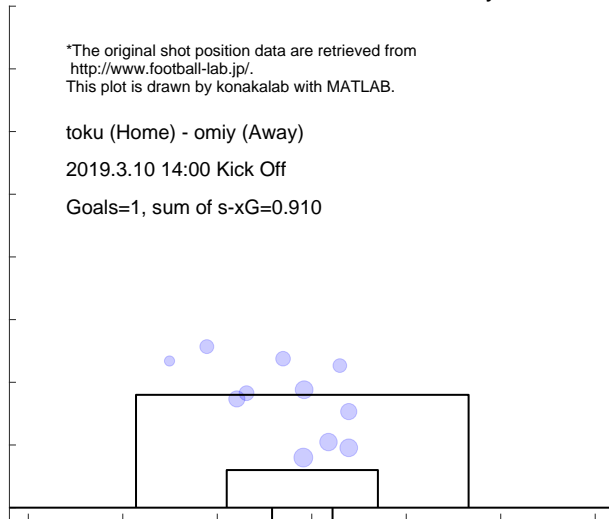 *The original shot position data are retrieved from
http://www.football-lab.jp/.
This plot is drawn by konakalab with MATLAB.
toku (Home) - omiy (Away)
2019.3.10 14:00 Kick Off
Goals=1, sum of s-xG=0.910